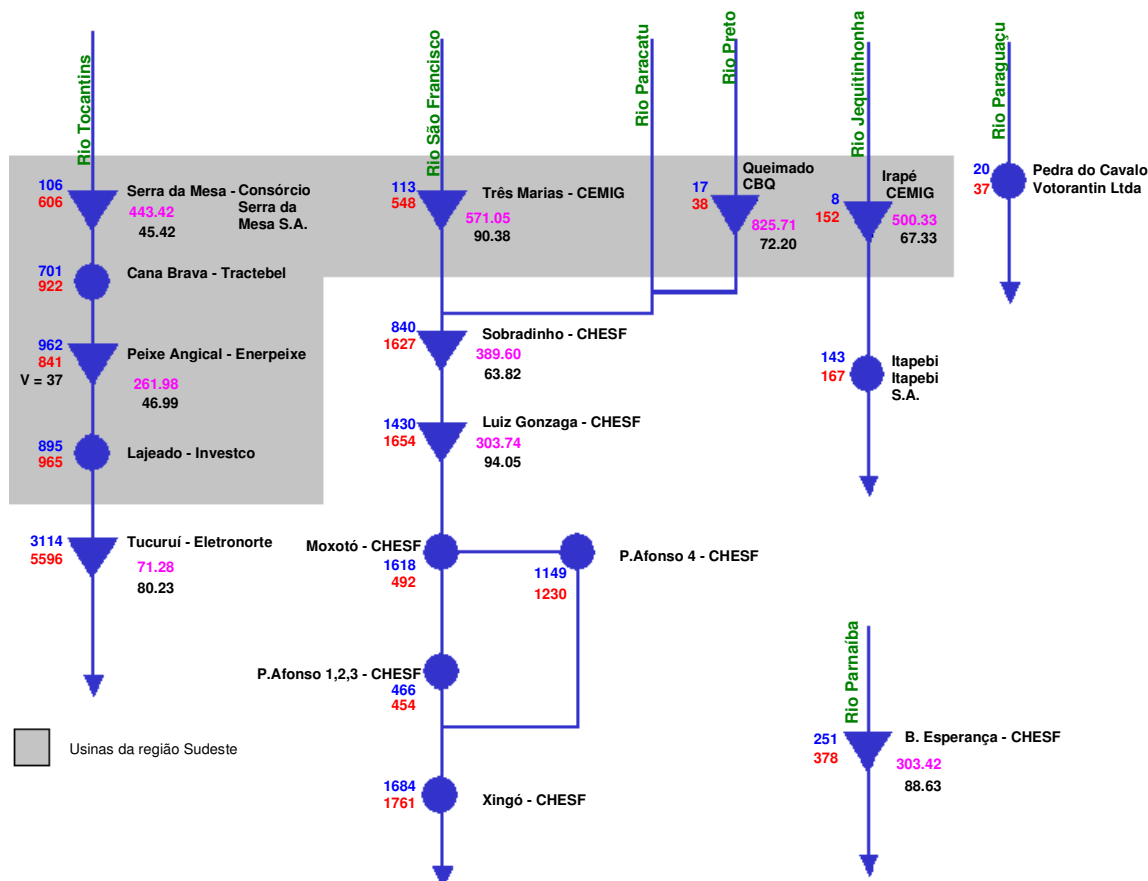 Rio Tocantins
Rio São Francisco
Rio Paracatu
Rio Preto
Rio Jequitinhonha
Rio Paraguaçu
106
606
Serra da Mesa - Consórcio
Serra da
Mesa S.A.
443.42
45.42
701
922
Cana Brava - Tractebel
962
841
V = 37
Peixe Angical - Enerpeixe
261.98
46.99
895
965
Lajeado - Investco
3114
5596
Tucuruí - Eletronorte
71.28
80.23
113
548
Três Marias - CEMIG
571.05
90.38
17
38
Queimado
CBQ
825.71
72.20
8
152
Irapé
CEMIG
500.33
67.33
20
37
Pedra do Cavalo
Votorantin Ltda
840
1627
Sobradinho - CHESF
389.60
63.82
1430
1654
Luiz Gonzaga - CHESF
303.74
94.05
143
167
Itapebi
Itapebi
S.A.
Moxotó - CHESF
1618
492
1149
1230
P.Afonso 4 - CHESF
P.Afonso 1,2,3 - CHESF
466
454
1684
1761
Xingó - CHESF
Rio Parnaíba
251
378
B. Esperança - CHESF
303.42
88.63
Usinas da região Sudeste